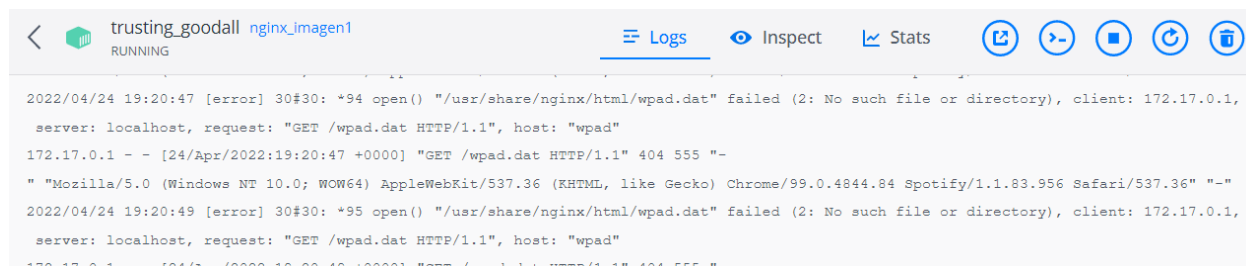 trusting_goodall nginx_imagen1
RUNNING
Logs Inspect Stats
2022/04/24 19:20:47 [error] 30#30: *94 open() "/usr/share/nginx/html/wpad.dat" failed (2: No such file or directory), client: 172.17.0.1,
server: localhost, request: "GET /wpad.dat HTTP/1.1", host: "wpad"
172.17.0.1 - - [24/Apr/2022:19:20:47 +0000] "GET /wpad.dat HTTP/1.1" 404 555 "-
" "Mozilla/5.0 (Windows NT 10.0; WOW64) AppleWebKit/537.36 (KHTML, like Gecko) Chrome/99.0.4844.84 Spotify/1.1.83.956 Safari/537.36" "-"
2022/04/24 19:20:49 [error] 30#30: *95 open() "/usr/share/nginx/html/wpad.dat" failed (2: No such file or directory), client: 172.17.0.1,
server: localhost, request: "GET /wpad.dat HTTP/1.1", host: "wpad"